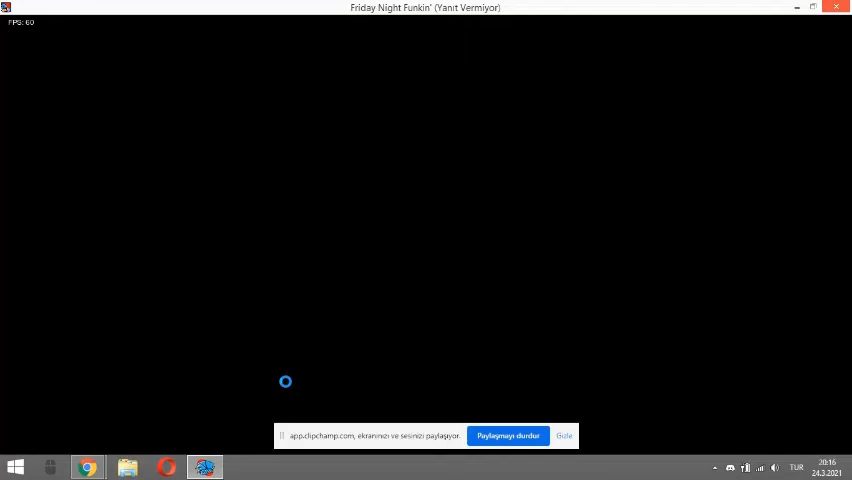 Friday Night Funkin' (Yanıt Vermiyor)
FPS: 60
app.clipchamp.com, ekranınızı ve sesinizi paylaşıyor.
Paylaşmayı durdur
Gizle
TUR
20:16
24.3.2021